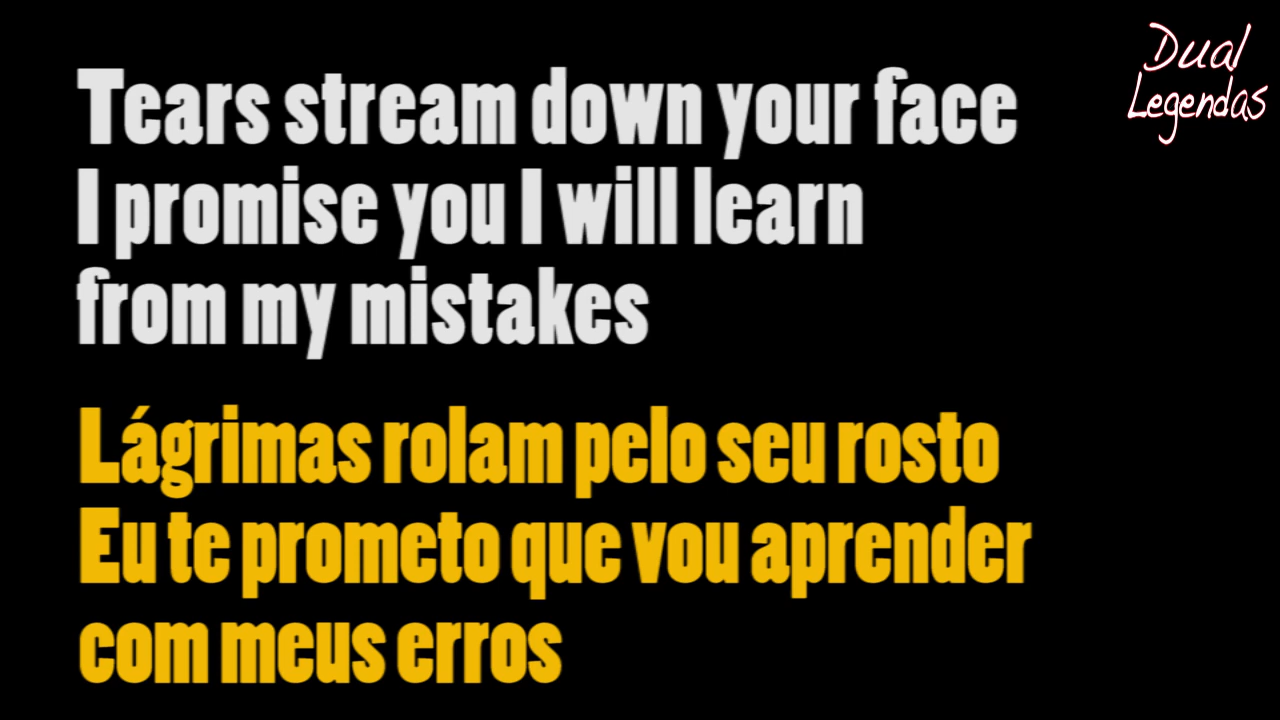 Dual
Legendas
Tears stream down your face
I promise you I will learn
from my mistakes
Lágrimas rolam pelo seu rosto
Eu te prometo que vou aprender
com meus erros